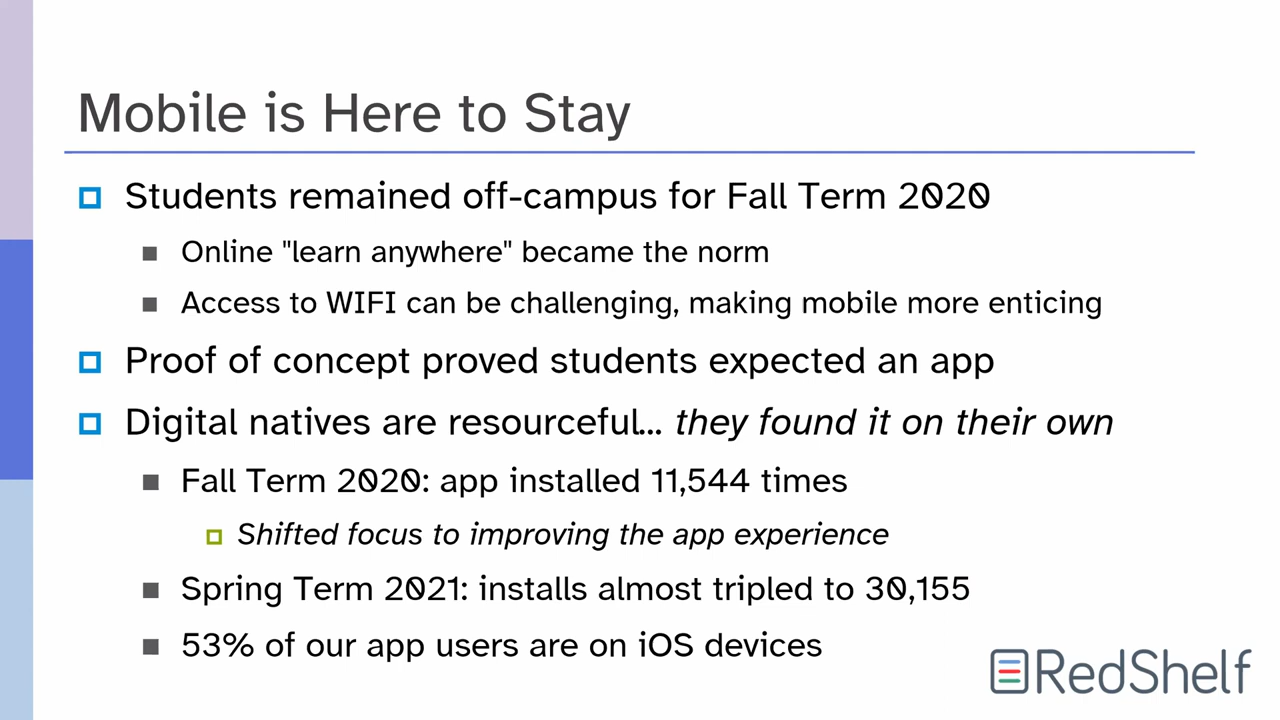 Mobile is Here to Stay
Students remained off-campus for Fall Term 2020
Online "learn anywhere" became the norm
Access to WIFI can be challenging, making mobile more enticing
Proof of concept proved students expected an app
Digital natives are resourceful... they found it on their own
Fall Term 2020: app installed 11,544 times
Shifted focus to improving the app experience
Spring Term 2021: installs almost tripled to 30,155
53% of our app users are on iOS devices
RedShelf